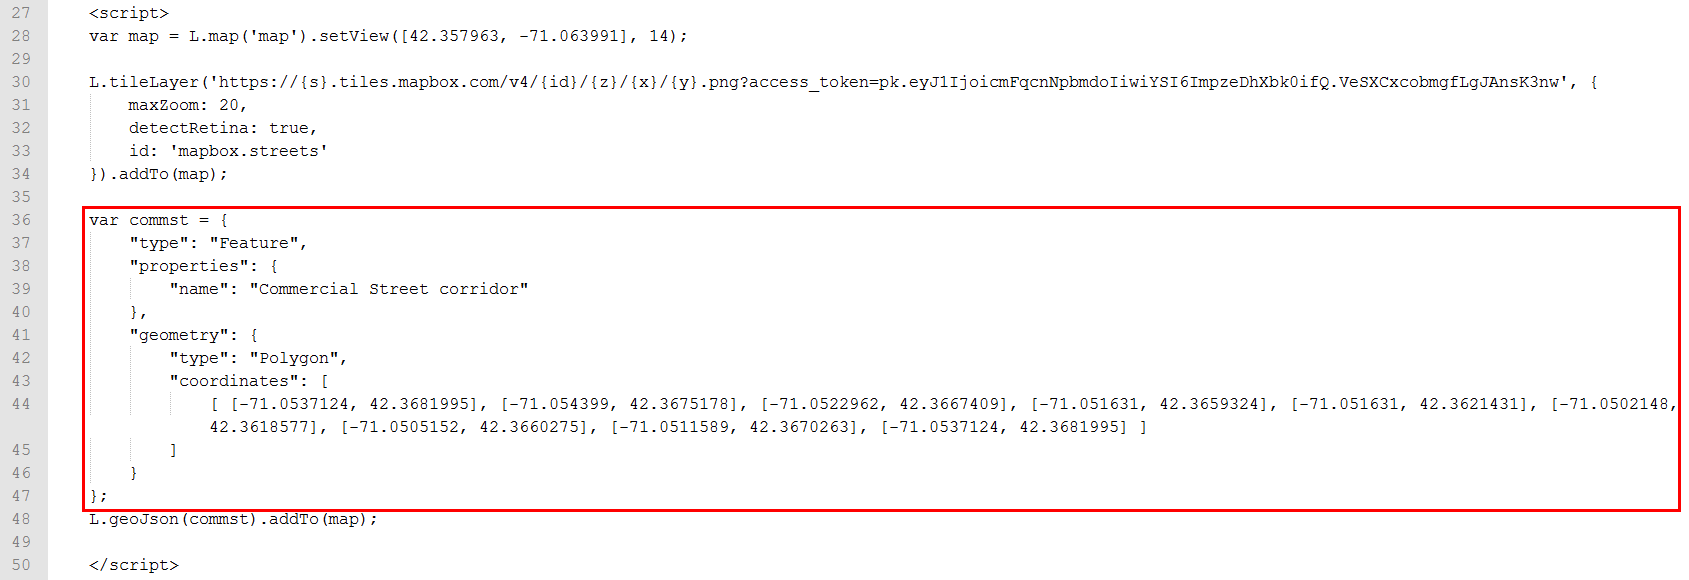 27 <script>
28 var map = L.map('map').setView([42.357963, -71.063991], 14);
29
30 L.tileLayer('https://{s}.tiles.mapbox.com/v4/{id}/{z}/{x}/{y}.png?access_token=pk.eyJ1IjoicmFqcnNpbmdoIiwiYSI6ImpzeDhXbk0ifQ.VeSXCxcobmgfLgJAnsK3nw', {
31 maxZoom: 20,
32 detectRetina: true,
33 id: 'mapbox.streets'
34 }).addTo(map);
35
36 var commst = {
37 "type": "Feature",
38 "properties": {
39 "name": "Commercial Street corridor"
40 },
41 "geometry": {
42 "type": "Polygon",
43 "coordinates": [
44 [ [-71.0537124, 42.3681995], [-71.054399, 42.3675178], [-71.0522962, 42.3667409], [-71.051631, 42.3659324], [-71.051631, 42.3621431], [-71.0502148,
42.3618577], [-71.0505152, 42.3660275], [-71.0511589, 42.3670263], [-71.0537124, 42.3681995] ]
45 ]
46 }
47 };
48 L.geoJson(commst).addTo(map);
49
50 </script>